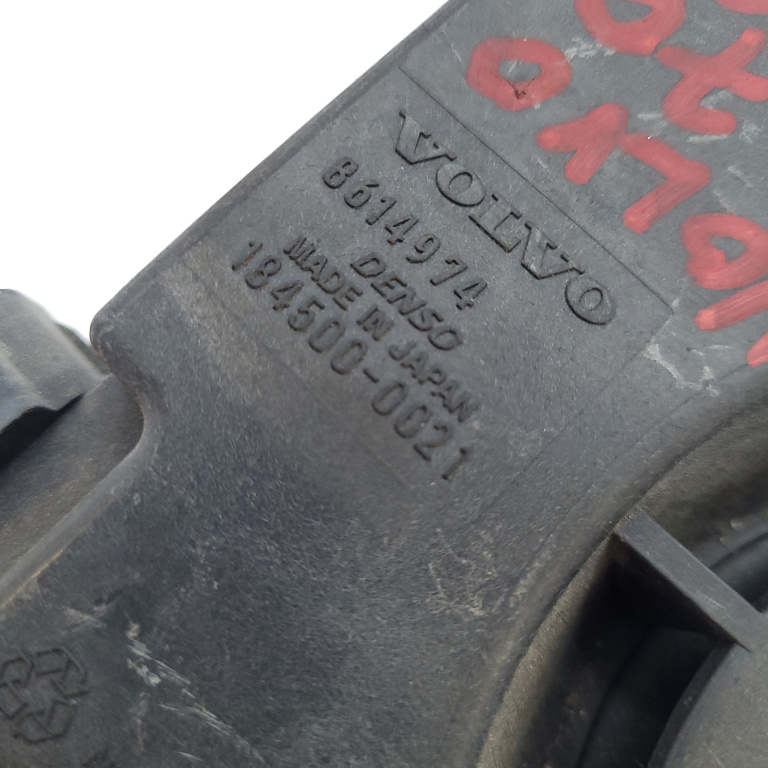 VOLVO
8614974
DENSO
MADE IN JAPAN
184500-0021